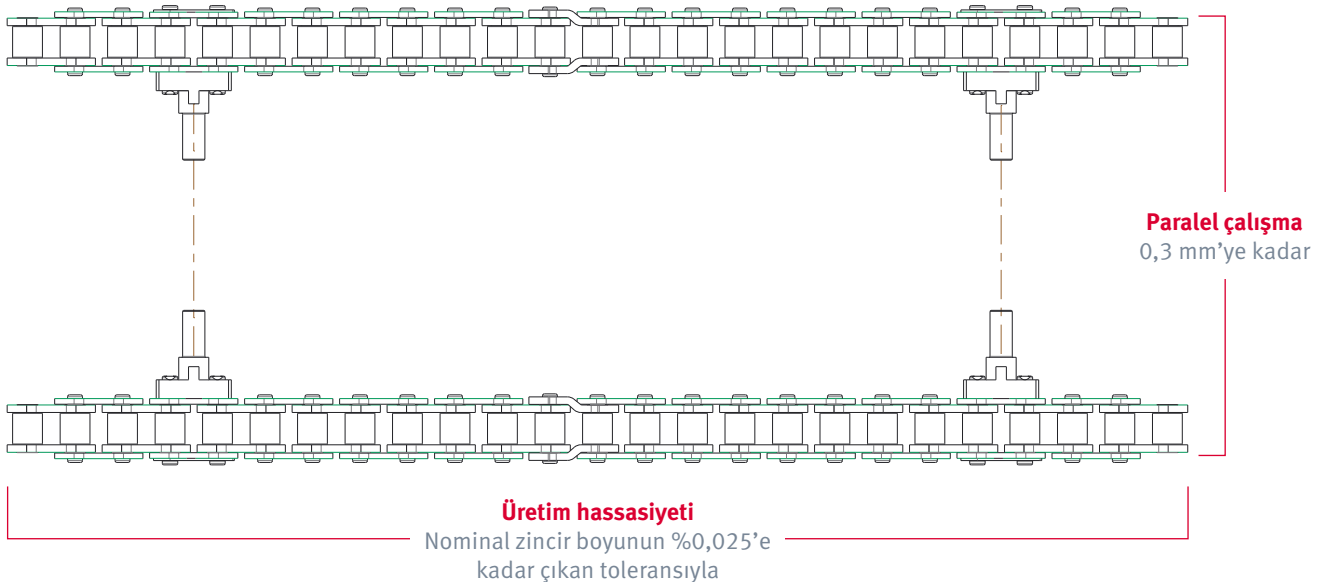 Paralel çalışma
0,3 mm’ye kadar
Üretim hassasiyeti
Nominal zincir boyunun %0,025’e
kadar çıkan toleransıyla